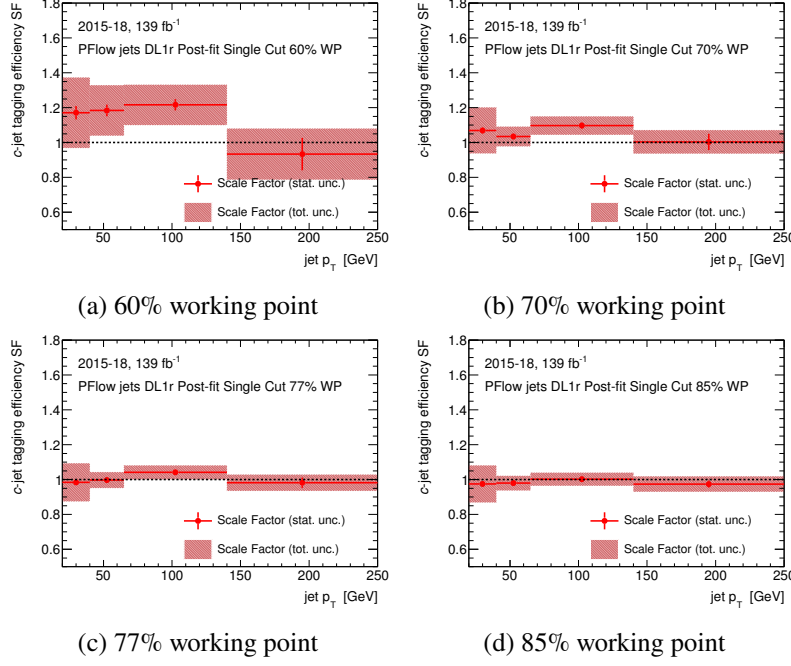 2015-18, 139 fb⁻¹
PFlow jets DL1r Post-fit Single Cut 60% WP
c-jet tagging efficiency SF
1.8
1.6
1.4
1.2
1
0.8
0.6
Scale Factor (stat. unc.)
Scale Factor (tot. unc.)
50 100 150 200 250
jet p_T [GeV]
(a) 60% working point
2015-18, 139 fb⁻¹
PFlow jets DL1r Post-fit Single Cut 70% WP
c-jet tagging efficiency SF
1.8
1.6
1.4
1.2
1
0.8
0.6
Scale Factor (stat. unc.)
Scale Factor (tot. unc.)
50 100 150 200 250
jet p_T [GeV]
(b) 70% working point
2015-18, 139 fb⁻¹
PFlow jets DL1r Post-fit Single Cut 77% WP
c-jet tagging efficiency SF
1.8
1.6
1.4
1.2
1
0.8
0.6
Scale Factor (stat. unc.)
Scale Factor (tot. unc.)
50 100 150 200 250
jet p_T [GeV]
(c) 77% working point
2015-18, 139 fb⁻¹
PFlow jets DL1r Post-fit Single Cut 85% WP
c-jet tagging efficiency SF
1.8
1.6
1.4
1.2
1
0.8
0.6
Scale Factor (stat. unc.)
Scale Factor (tot. unc.)
50 100 150 200 250
jet p_T [GeV]
(d) 85% working point